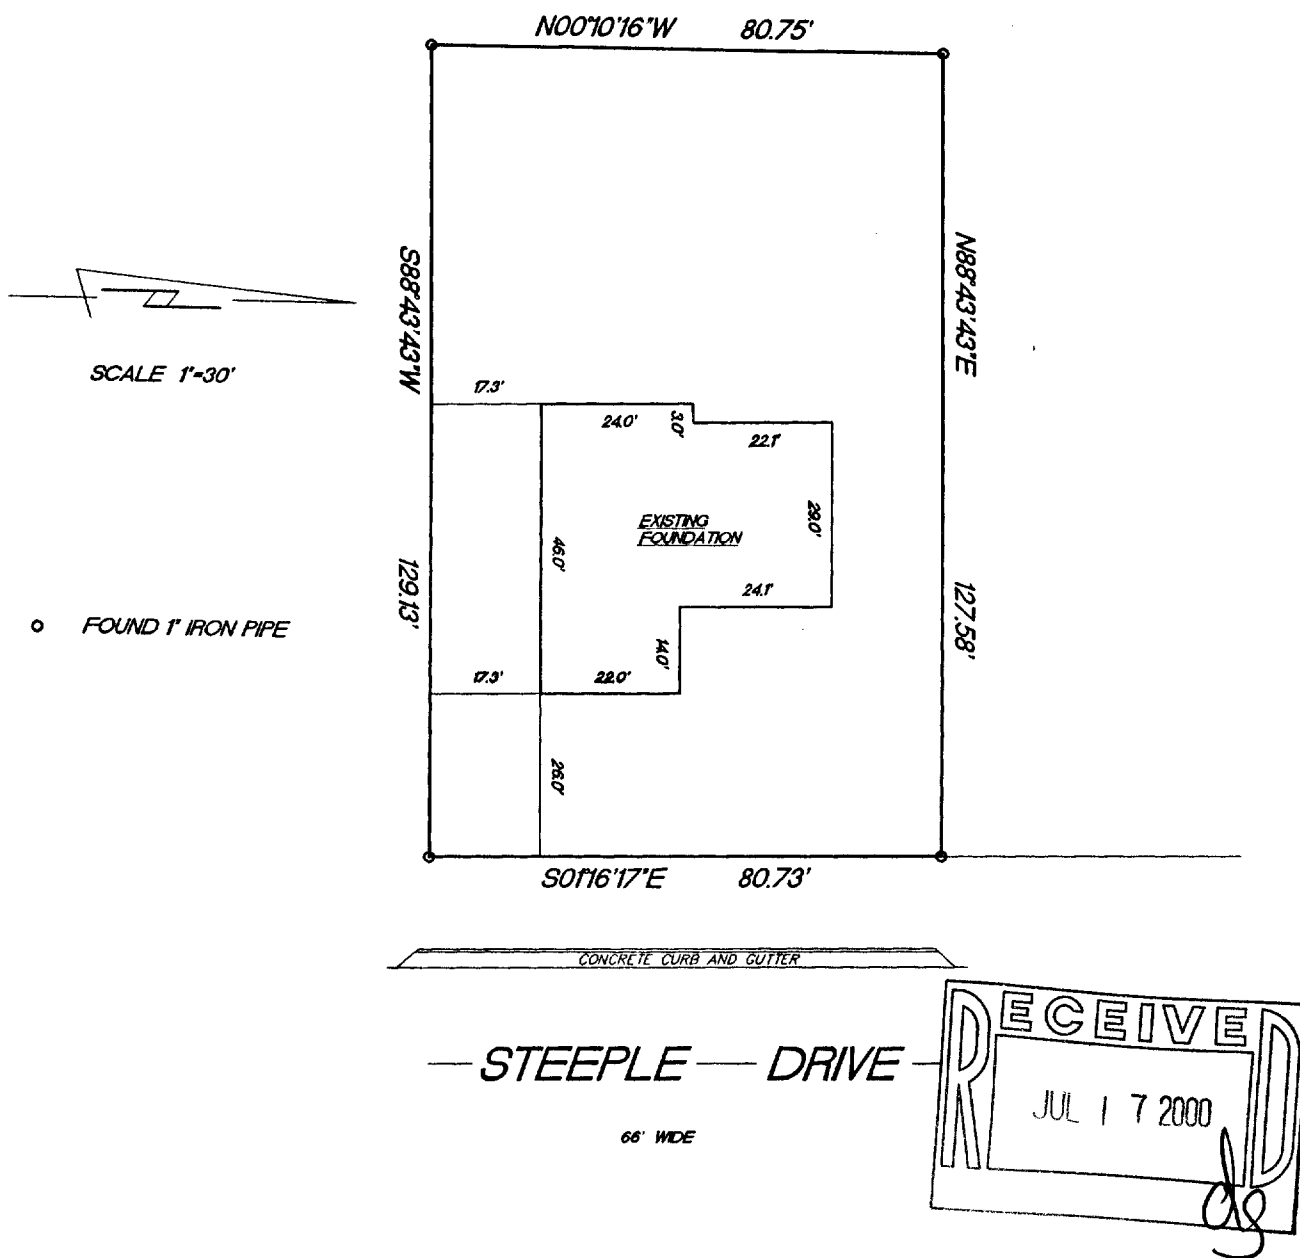 N00°10'16"W 80.75'
S88°43'43"W
N88°43'43"E
SCALE 1"=30'
17.3'
24.0'
3.0'
22.1'
29.0'
EXISTING
FOUNDATION
46.0'
24.1'
129.13'
127.58'
FOUND 1" IRON PIPE
14.0'
17.3'
22.0'
26.0'
S01°16'17"E 80.73'
CONCRETE CURB AND GUTTER
STEEPLE DRIVE
66' WIDE
RECEIVED
JUL 17 2000
ds